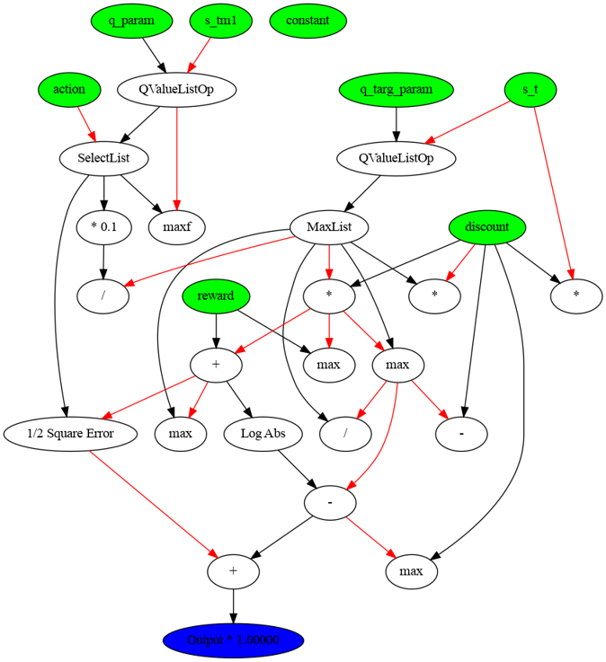 q_param
s_tm1
constant
action
QValueListOp
q_targ_param
s_t
SelectList
QValueListOp
* 0.1
maxf
MaxList
discount
/
reward
*
*
*
+
max
max
1/2 Square Error
max
Log Abs
/
-
-
+
max
Output * 1.00000